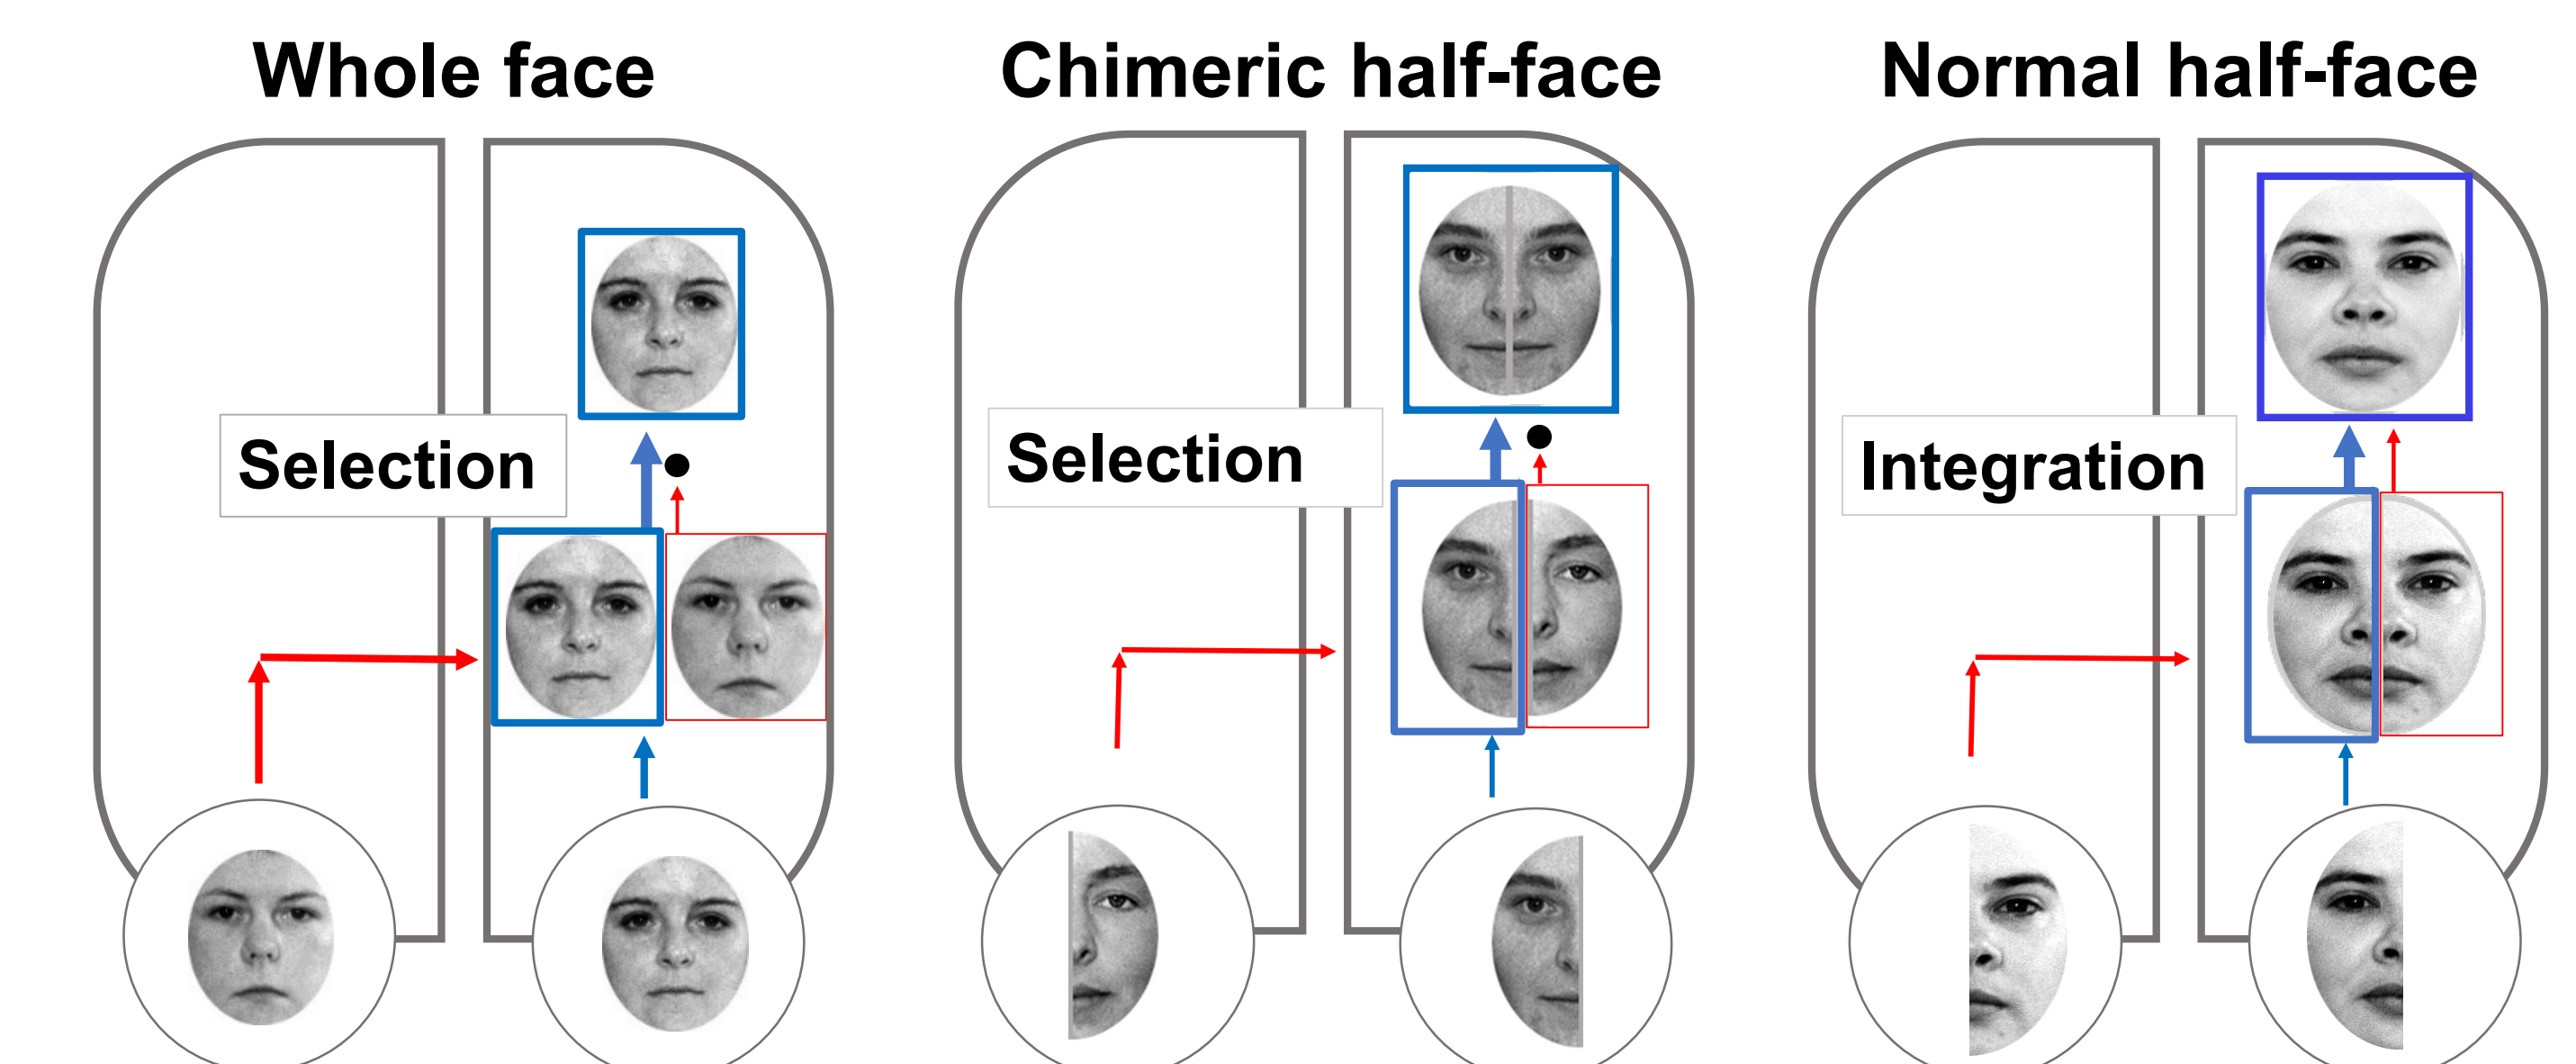 Whole face
Chimeric half-face
Normal half-face
Selection
Selection
Integration